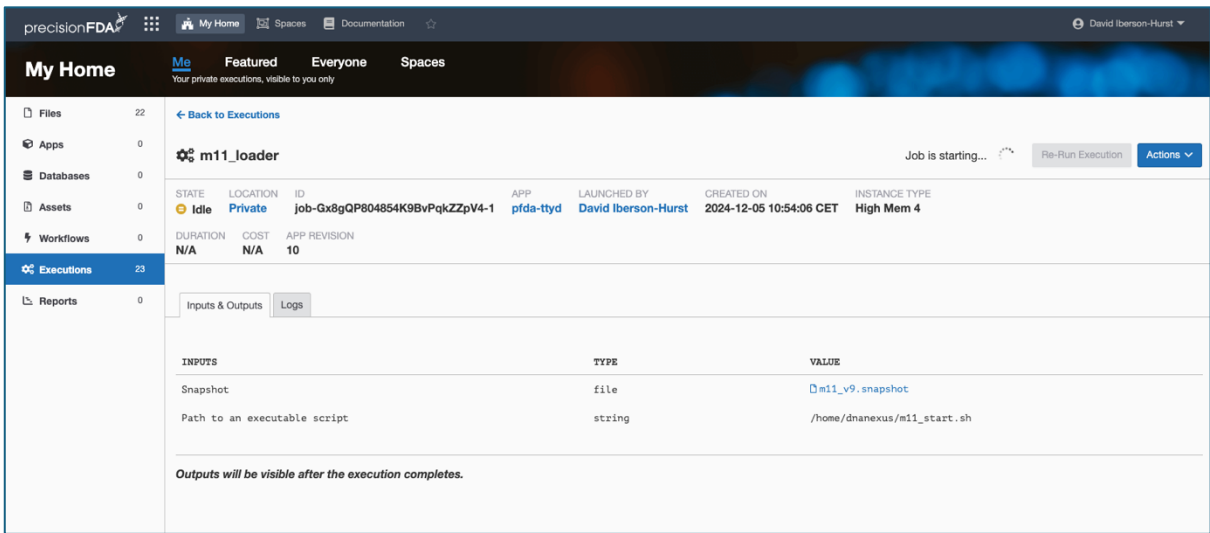 precisionFDA My Home Spaces Documentation David Iberson-Hurst
My Home Me Featured Everyone Spaces
Your private executions, visible to you only
Files 22
Apps 0
Databases 0
Assets 0
Workflows 0
Executions 23
Reports 0
← Back to Executions
m11_loader Job is starting... Re-Run Execution Actions
STATE LOCATION ID APP LAUNCHED BY CREATED ON INSTANCE TYPE
Idle Private job-Gx8gQP804854K9BvPqkZZpV4-1 pfda-ttyd David Iberson-Hurst 2024-12-05 10:54:06 CET High Mem 4
DURATION COST APP REVISION
N/A N/A 10
Inputs & Outputs Logs
INPUTS TYPE VALUE
Snapshot file m11_v9.snapshot
Path to an executable script string /home/dnanexus/m11_start.sh
Outputs will be visible after the execution completes.